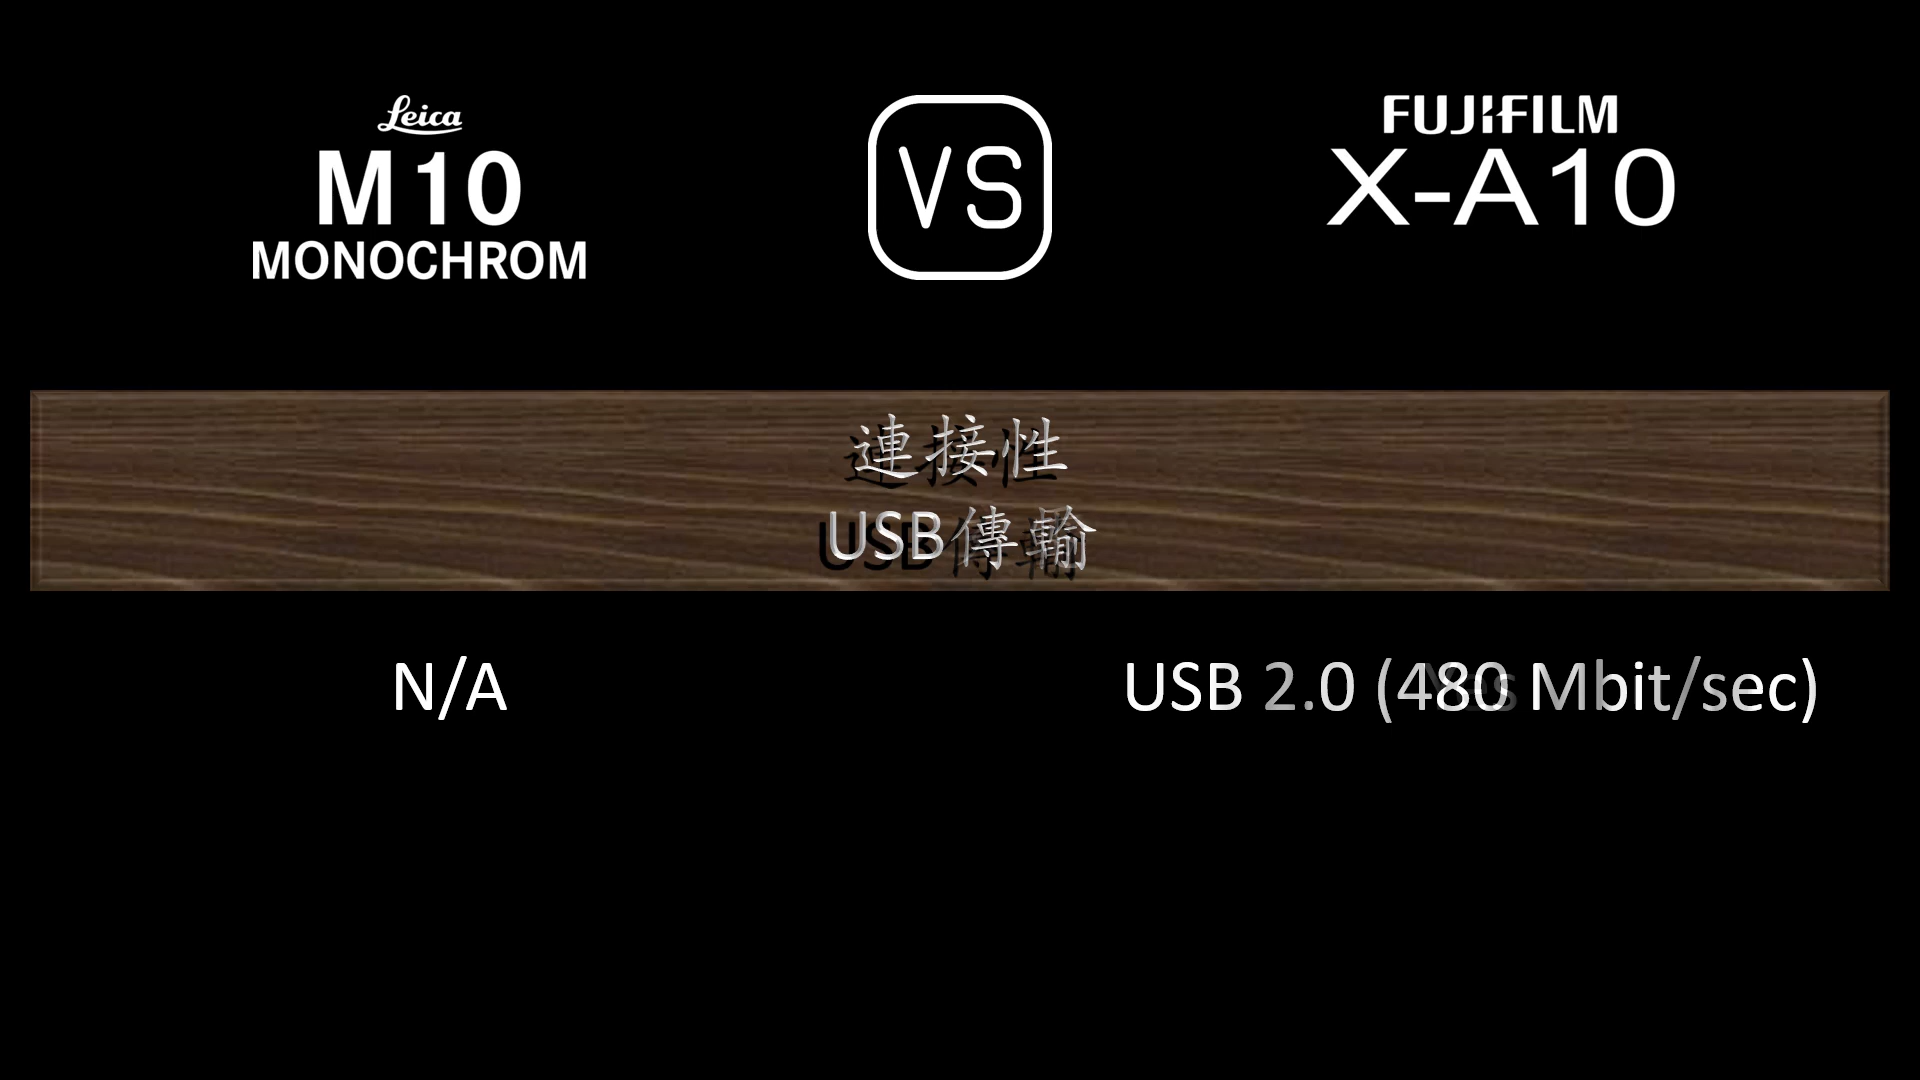 Leica
M10
MONOCHROM
VS
FUJIFILM
X-A10
連接性
USB傳輸
N/A
USB 2.0 (480 Mbit/sec)
Yes